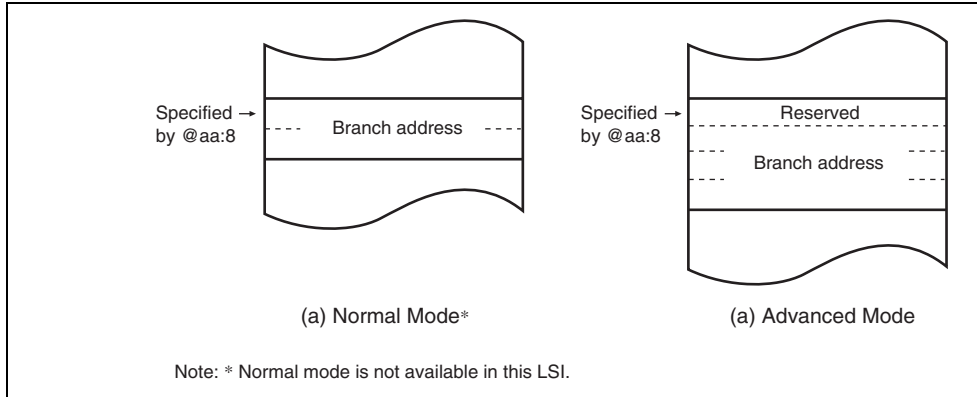 Specified →
by @aa:8
Branch address
(a) Normal Mode*
Specified →
by @aa:8
Reserved
Branch address
(a) Advanced Mode
Note: * Normal mode is not available in this LSI.